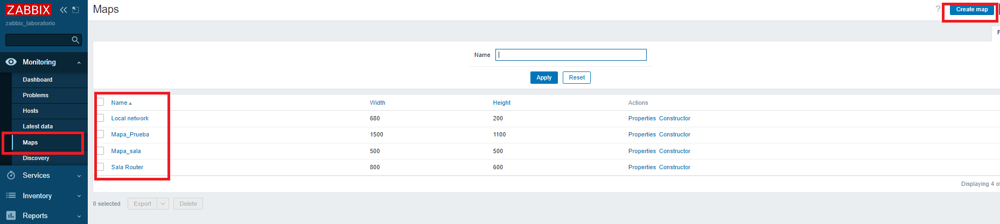 ZABBIX
zabbix_laboratorio
Monitoring
Dashboard
Problems
Hosts
Latest data
Maps
Discovery
Services
Inventory
Reports
Maps
? Create map
F
Name
Apply Reset
Name Width Height Actions
Local network 680 200 Properties Constructor
Mapa_Prueba 1500 1100 Properties Constructor
Mapa_sala 500 500 Properties Constructor
Sala Router 800 600 Properties Constructor
Displaying 4 of
0 selected Export Delete